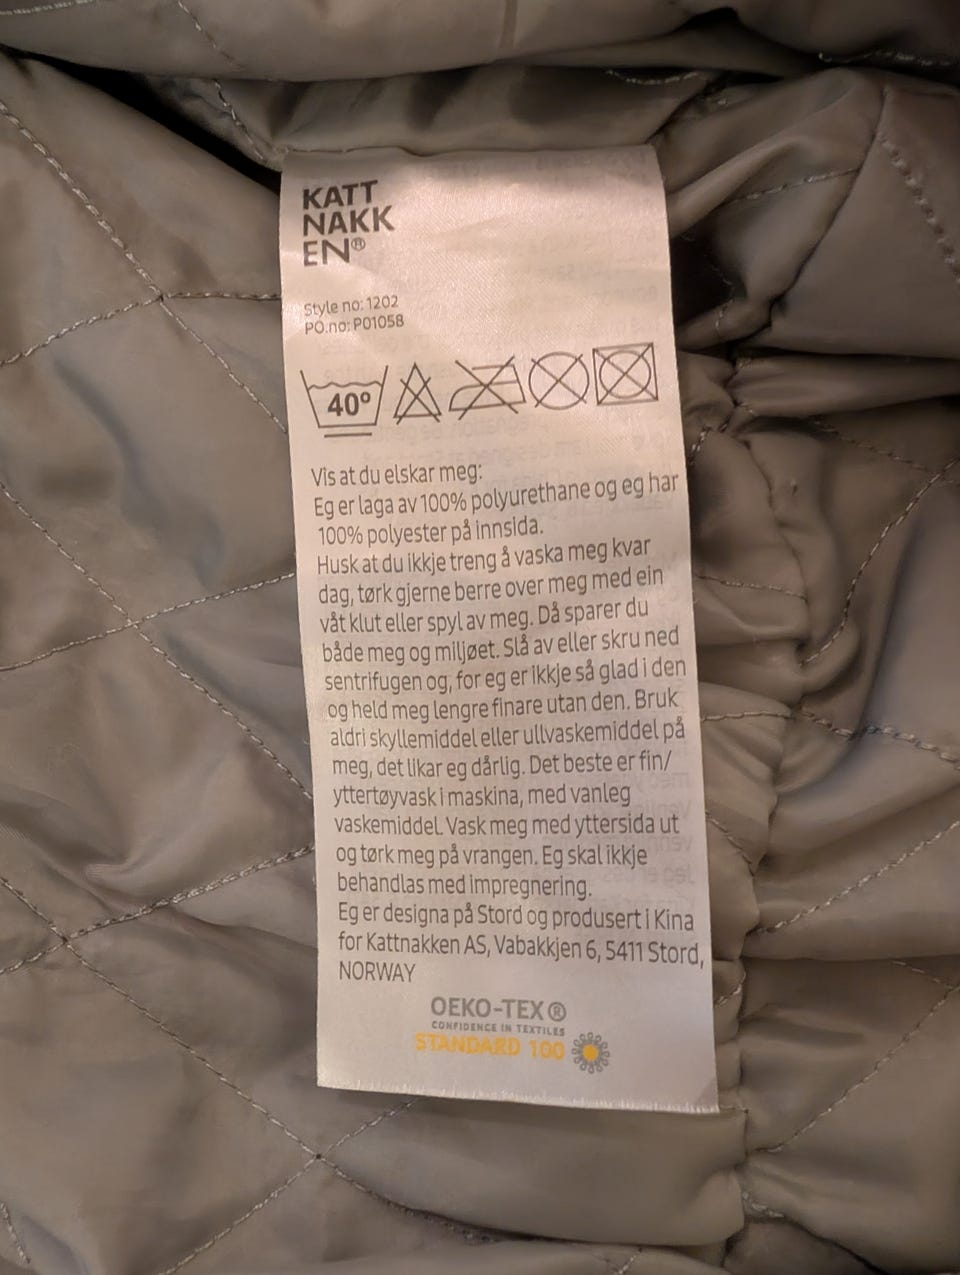 KATT
NAKK
EN®
Style no: 1202
PO.no: P01058
40°
Vis at du elskar meg:
Eg er laga av 100% polyurethane og eg har
100% polyester på innsida.
Husk at du ikkje treng å vaska meg kvar
dag, tørk gjerne berre over meg med ein
våt klut eller spyl av meg. Då sparer du
både meg og miljøet. Slå av eller skru ned
sentrifugen og, for eg er ikkje så glad i den
og held meg lengre finare utan den. Bruk
aldri skyllemiddel eller ullvaskemiddel på
meg, det likar eg dårlig. Det beste er fin/
yttertøyvask i maskina, med vanleg
vaskemiddel. Vask meg med yttersida ut
og tørk meg på vrangen. Eg skal ikkje
behandlas med impregnering.
Eg er designa på Stord og produsert i Kina
for Kattnakken AS, Vabakkjen 6, 5411 Stord,
NORWAY
OEKO-TEX®
CONFIDENCE IN TEXTILES
STANDARD 100